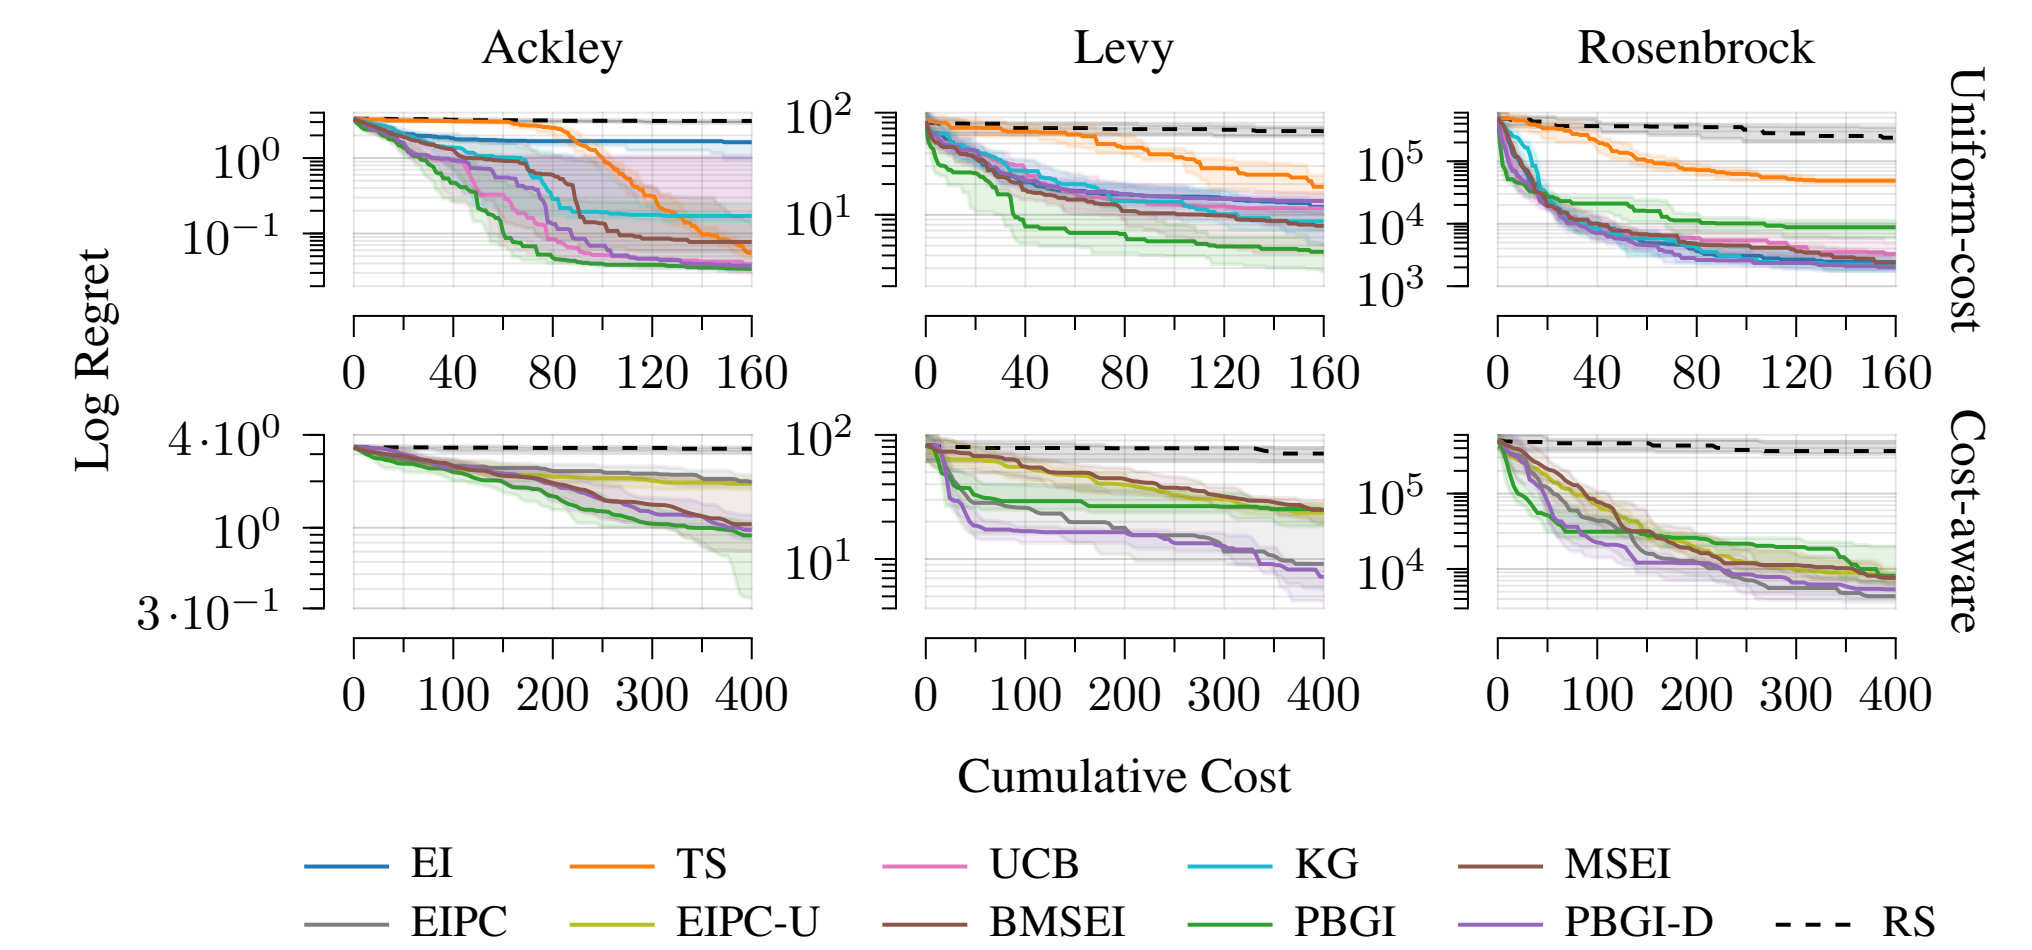 Ackley Levy Rosenbrock
Uniform-cost
10^0
10^−1
10^2
10^1
10^5
10^4
10^3
0 40 80 120 160 0 40 80 120 160 0 40 80 120 160
Log Regret
Cost-aware
4·10^0
10^0
3·10^−1
10^2
10^1
10^5
10^4
0 100 200 300 400 0 100 200 300 400 0 100 200 300 400
Cumulative Cost
EI TS UCB KG MSEI
EIPC EIPC-U BMSEI PBGI PBGI-D RS